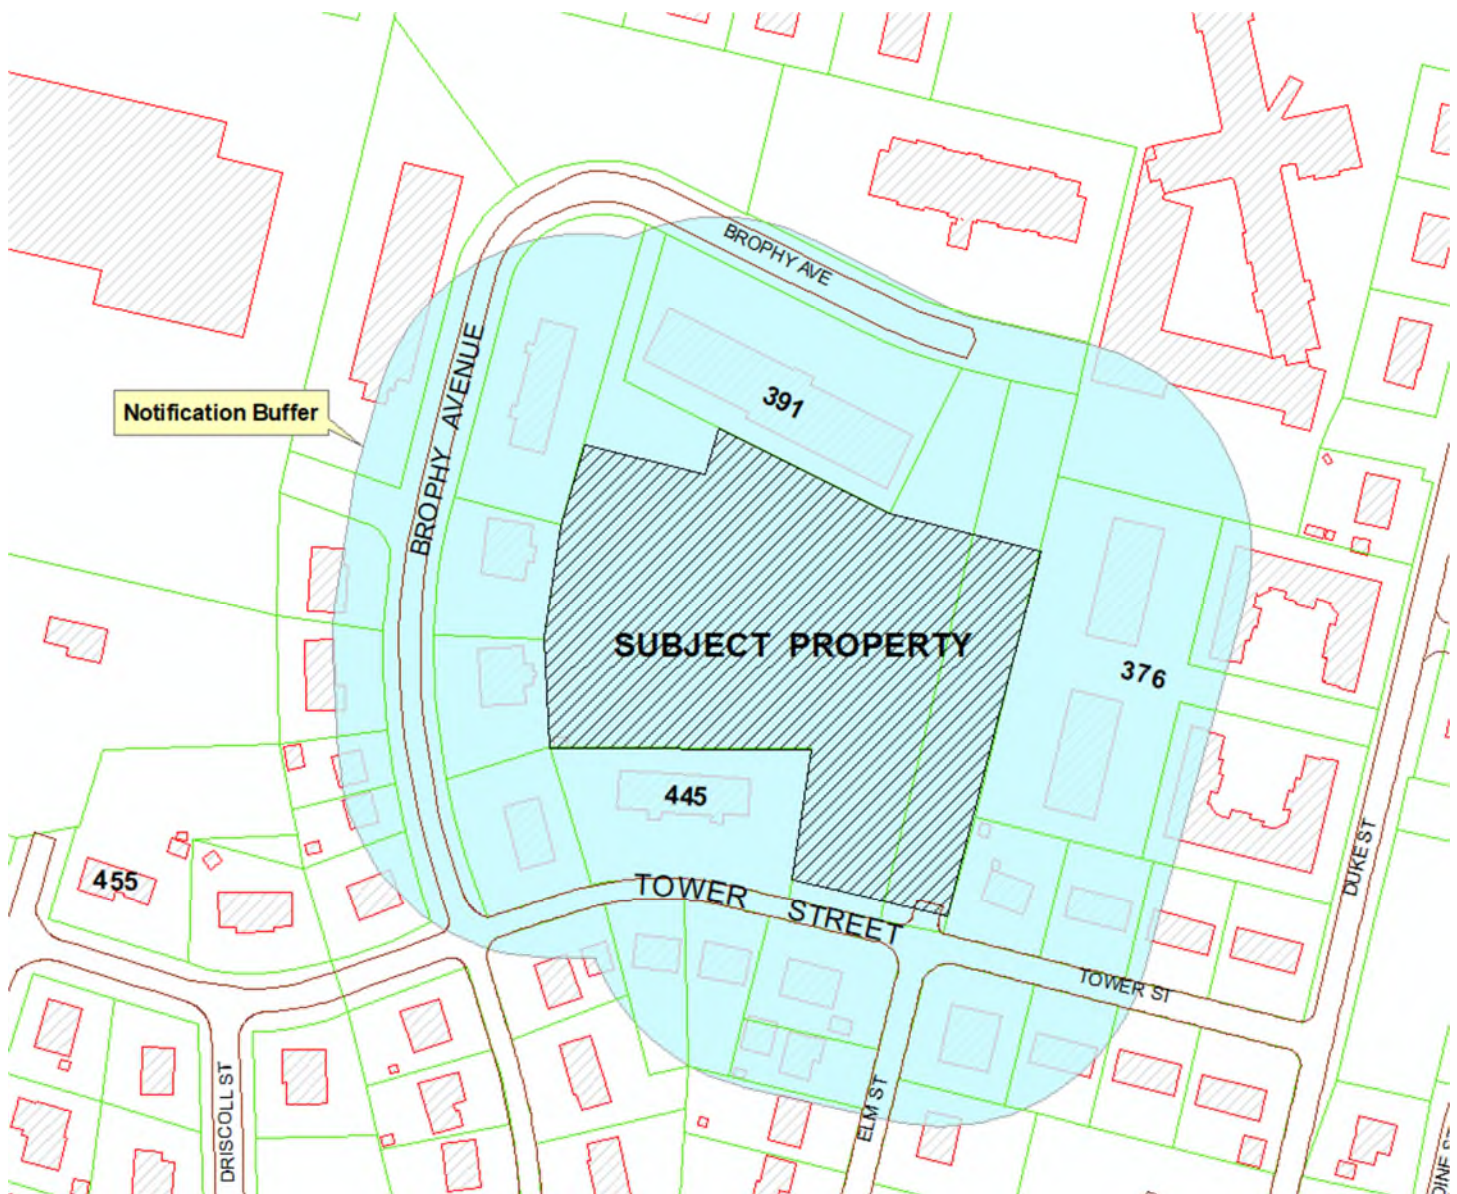 BROPHY AVE
BROPHY AVENUE
391
Notification Buffer
SUBJECT PROPERTY
376
445
455
TOWER STREET
DUKE ST
TOWER ST
DRISCOLL ST
ELM ST